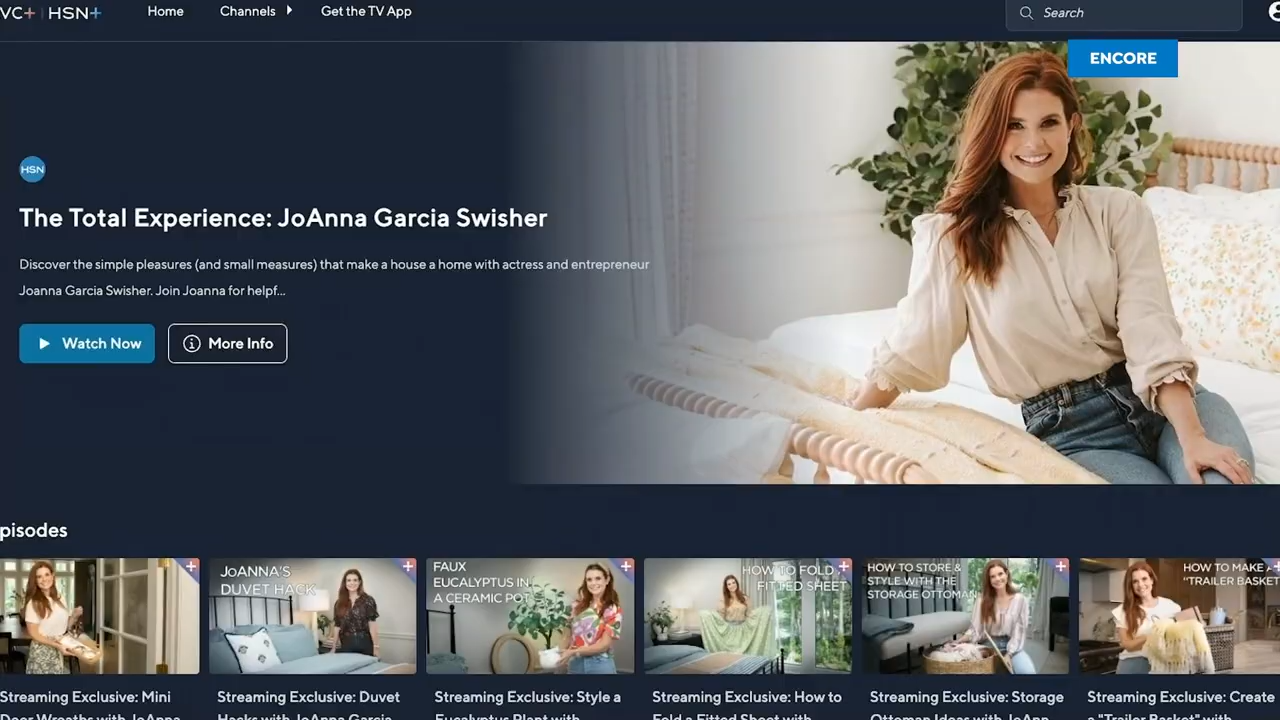 VC+ | HSN+
Home
Channels
Get the TV App
Search
ENCORE
HSN
The Total Experience: JoAnna Garcia Swisher
Discover the simple pleasures (and small measures) that make a house a home with actress and entrepreneur
Joanna Garcia Swisher. Join Joanna for helpf...
Watch Now
More Info
pisodes
JOANNA'S
DUVET HACK
FAUX
EUCALYPTUS IN
A CERAMIC POT
HOW TO FOLD A
FITTED SHEET
HOW TO STORE &
STYLE WITH THE
STORAGE OTTOMAN
HOW TO MAKE A
"TRAILER BASKET"
Streaming Exclusive: Mini
Door Wreaths with JoAnna
Streaming Exclusive: Duvet
Hacks with JoAnna Garcia
Streaming Exclusive: Style a
Eucalyptus Plant with
Streaming Exclusive: How to
Fold a Fitted Sheet with
Streaming Exclusive: Storage
Ottoman Ideas with JoAnn
Streaming Exclusive: Create
a "Trailer Basket" with